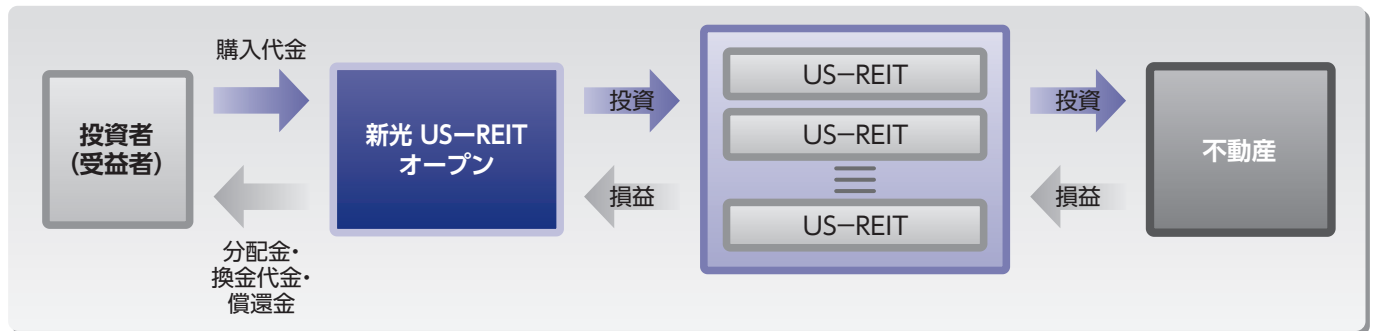 購入代金
投資者
(受益者)
分配金・
換金代金・
償還金
新光 US-REIT
オープン
投資
損益
US-REIT
US-REIT
US-REIT
投資
損益
不動産